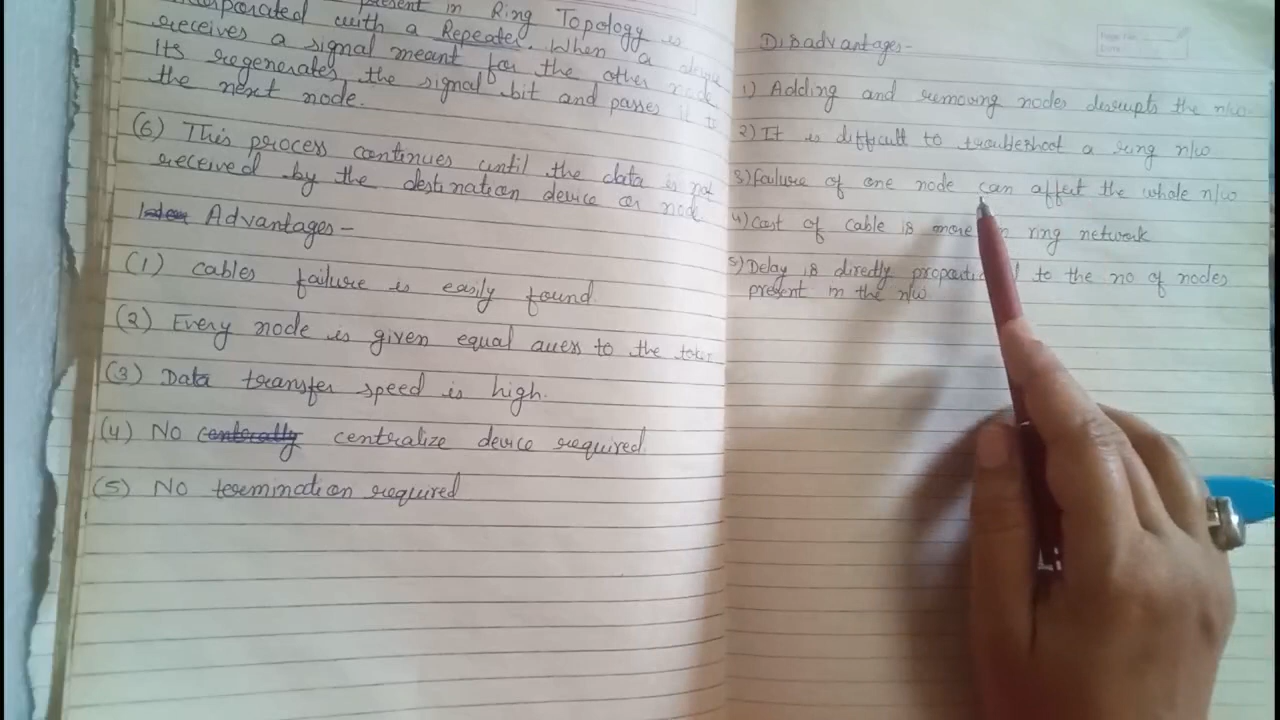 present in Ring Topology is
incorporated with a Repeater. When a device
receives a signal meant for the other node
Its regenerates the signal bit and passes it to
the next node.
(6) This process continues until the data is not
received by the destination device or node
Advantages -
(1) cables failure is easily found.
(2) Every node is given equal access to the token
(3) Data transfer speed is high.
(4) No centerally centralize device required.
(5) No termination required
Disadvantages -
1) Adding and removing nodes disrupts the n/w.
2) It is difficult to troubleshoot a ring n/w
3) failure of one node can affect the whole n/w
4) Cost of cable is more in ring network
5) Delay is directly proportional to the no of nodes
present in the n/w.